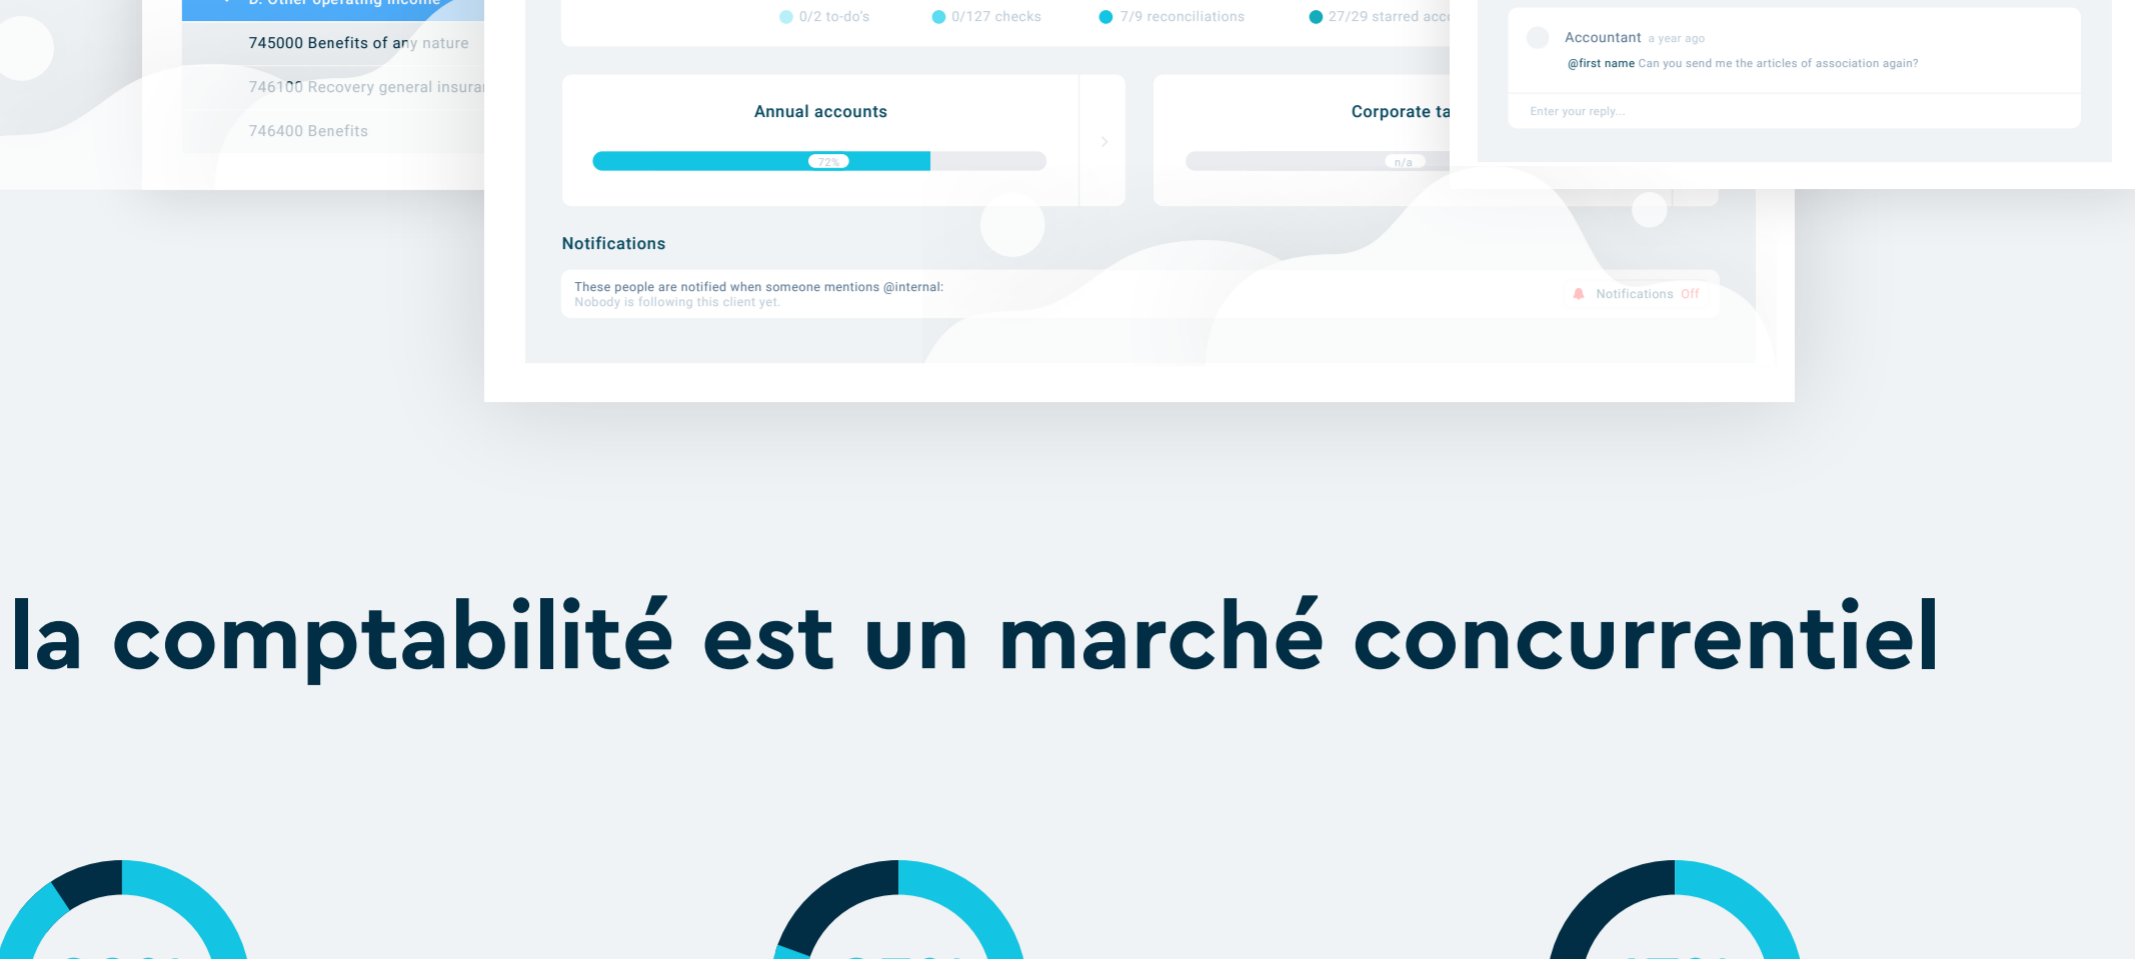 D. Other operating income
745000 Benefits of any nature
746100 Recovery general insura
746400 Benefits
0/2 to-do's
0/127 checks
7/9 reconciliations
27/29 starred acc
Annual accounts
72%
Corporate ta
n/a
Notifications
These people are notified when someone mentions @internal:
Nobody is following this client yet.
Notifications Off
Accountant a year ago
@first name Can you send me the articles of association again?
Enter your reply...
la comptabilité est un marché concurrentiel